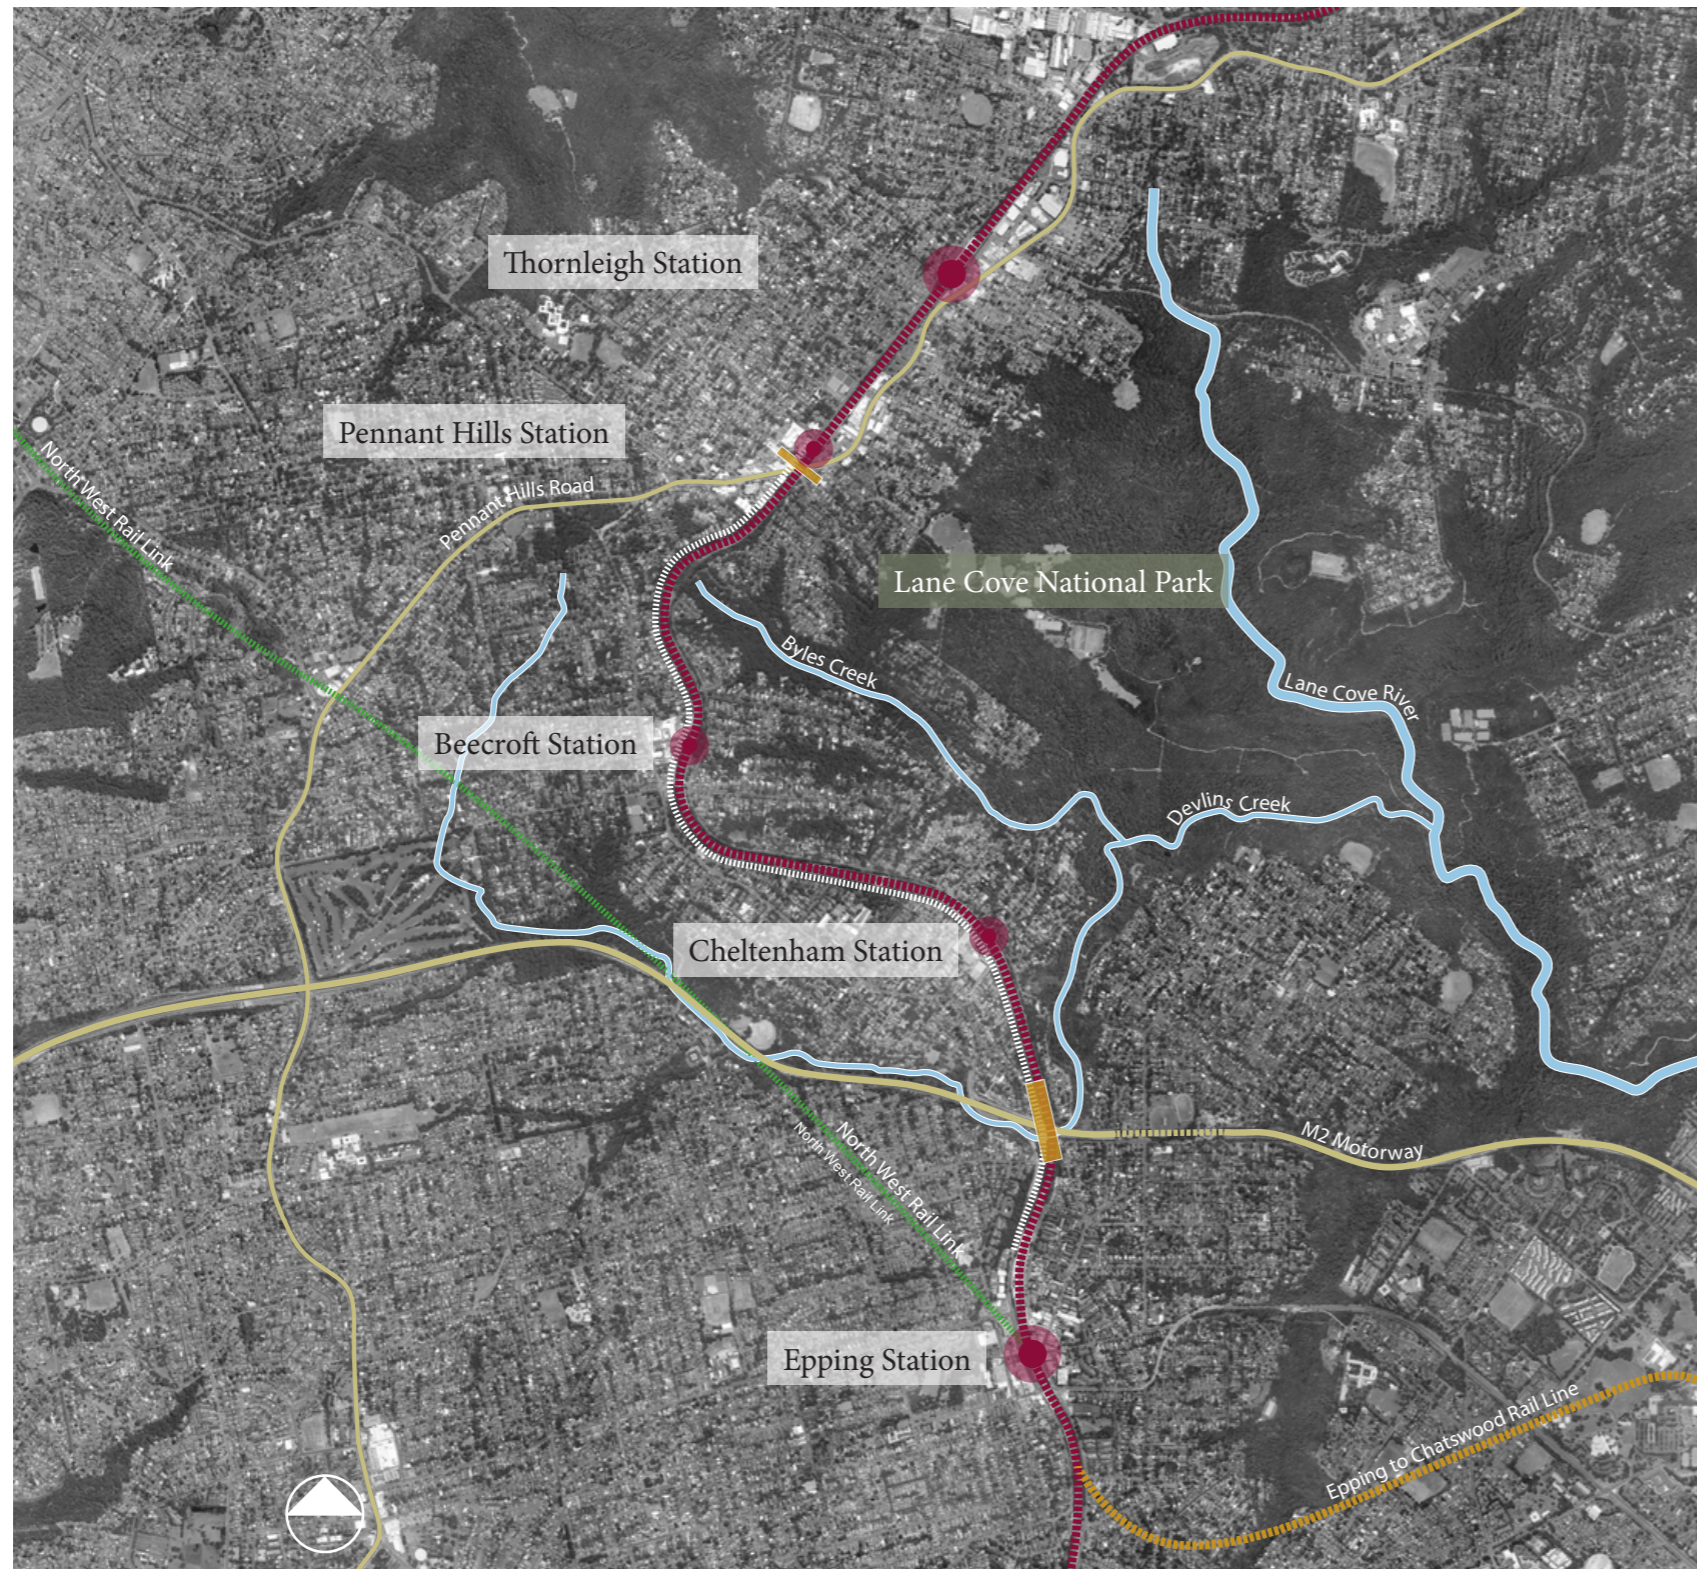 Thornleigh Station
Pennant Hills Station
North West Rail Link
Pennant Hills Road
Lane Cove National Park
Byles Creek
Lane Cove River
Beecroft Station
Devlins Creek
Cheltenham Station
M2 Motorway
North West Rail Link
North West Rail Link
Epping Station
Epping to Chatswood Rail Line